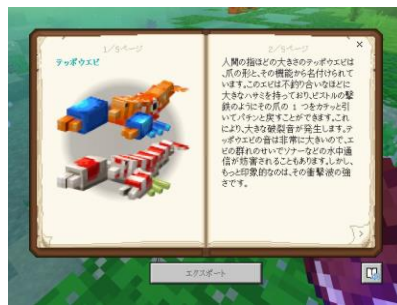 1/5ページ
テッポウエビ
2/5ページ
人間の指ほどの大きさのテッポウエビは
、爪の形と、その機能から名付けられて
います。このエビは不釣り合いなほどに
大きなハサミを持っており、ピストルの撃
鉄のようにその爪の 1 つをカチッと引
いてパチンと戻すことができます。これ
により、大きな破裂音が発生します。テ
ッポウエビの音は非常に大きいので、エ
ビの群れのせいでソナーなどの水中通
信が妨害されることもあります。しかし、
もっと印象的なのは、その衝撃波の強
さです。
エクスポート